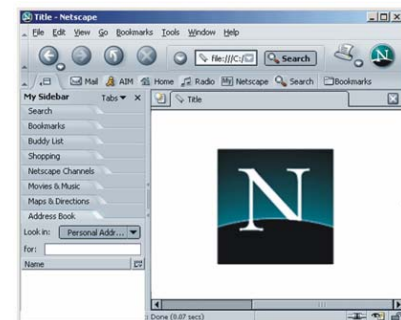 Title - Netscape
File Edit View Go Bookmarks Tools Window Help
file:///C:/ Search
Mail AIM Home Radio My Netscape Search Bookmarks
My Sidebar Tabs
Title
Search
Bookmarks
Buddy List
Shopping
Netscape Channels
Movies & Music
Maps & Directions
Address Book
Look in: Personal Addr...
for:
Name
N
Done (0.07 secs)